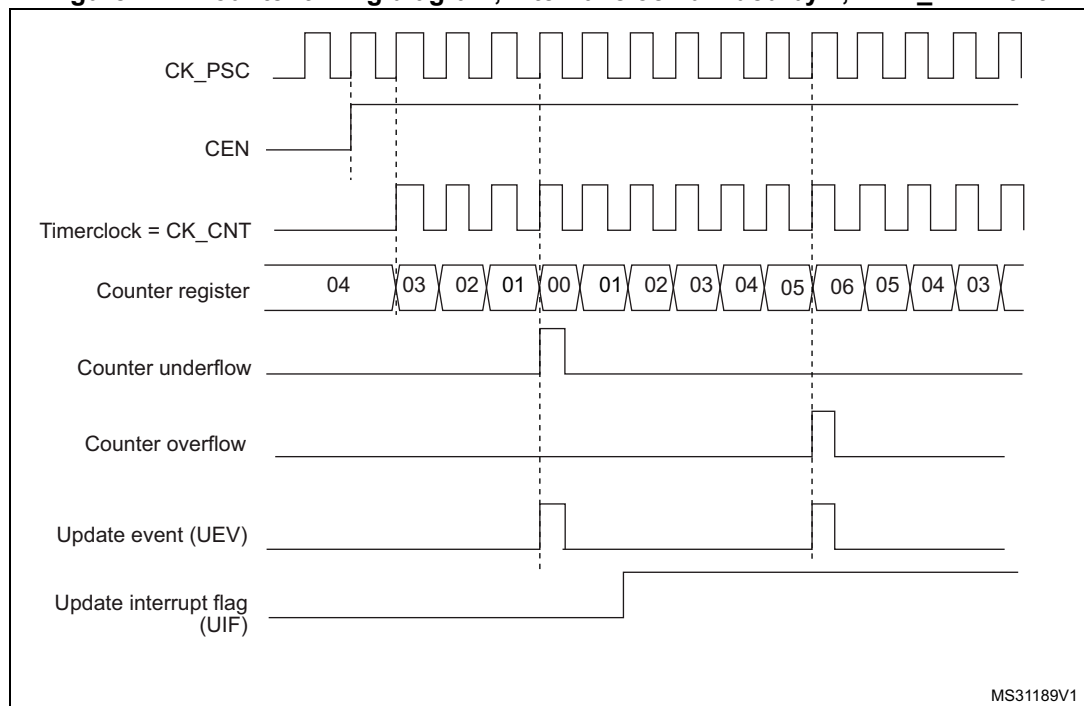 CK_PSC
CEN
Timerclock = CK_CNT
Counter register 04 03 02 01 00 01 02 03 04 05 06 05 04 03
Counter underflow
Counter overflow
Update event (UEV)
Update interrupt flag
(UIF)
MS31189V1